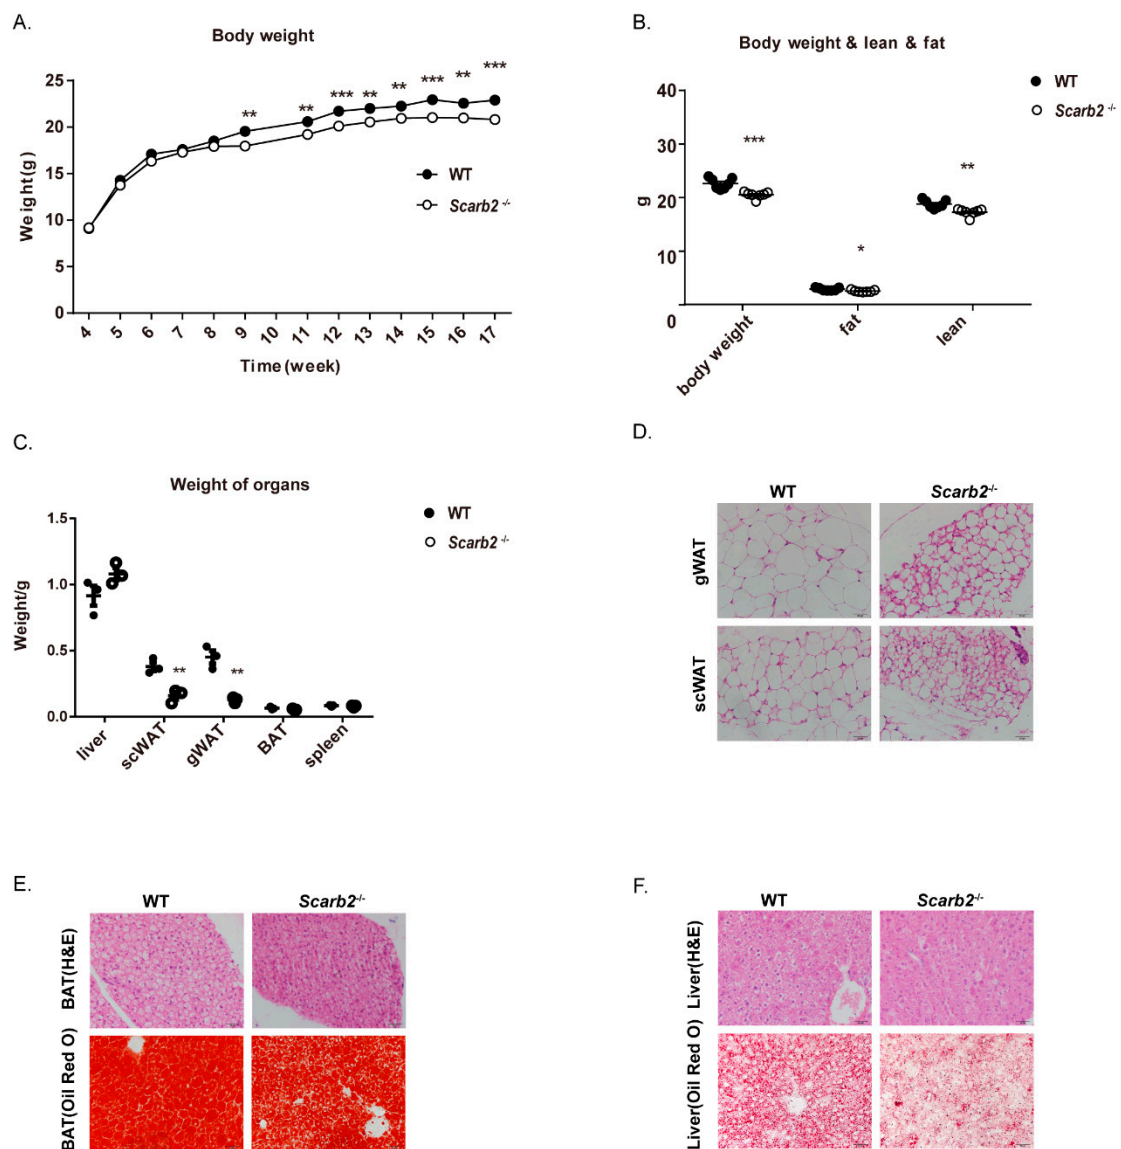 A.
Body weight
25
20
15
10
5
0
Weight(g)
**
**
***
**
**
***
**
***
WT
Scarb2 -/-
4
5
6
7
8
9
10
11
12
13
14
15
16
17
Time(week)
B.
Body weight & lean & fat
WT
Scarb2 -/-
40
30
20
10
0
g
***
*
**
body weight
fat
lean
C.
Weight of organs
WT
Scarb2 -/-
1.5
1.0
0.5
0.0
Weight/g
**
**
liver
scWAT
gWAT
BAT
spleen
D.
WT
Scarb2-/-
gWAT
scWAT
E.
WT
Scarb2-/-
BAT(H&E)
BAT(Oil Red O)
F.
WT
Scarb2-/-
Liver(H&E)
Liver(Oil Red O)